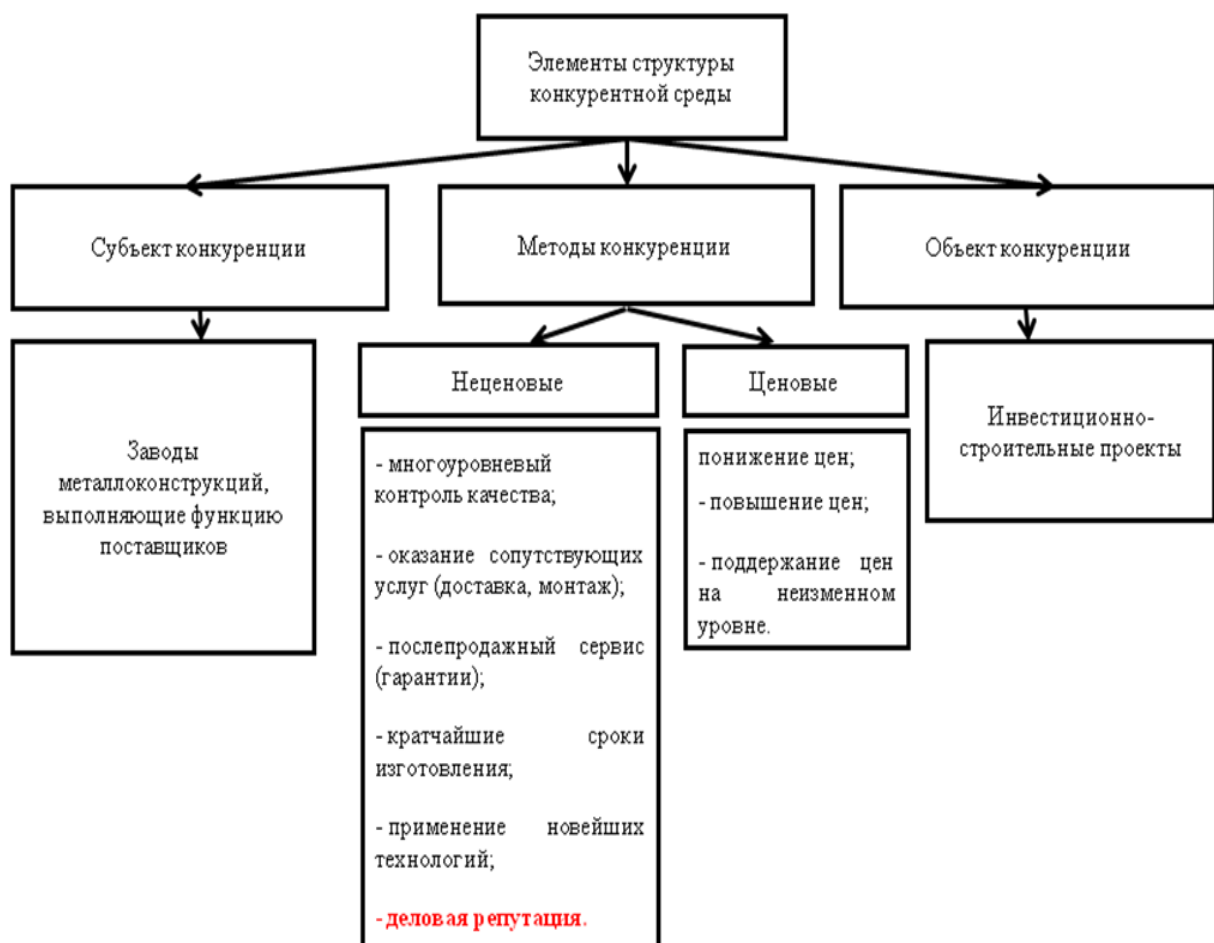 Элементы структуры
конкурентной среды
Субъект конкуренции
Методы конкуренции
Объект конкуренции
Заводы
металлоконструкций,
выполняющие функцию
поставщиков
Неценовые
- многоуровневый
контроль качества;
- оказание сопутствующих
услуг (доставка, монтаж);
- послепродажный сервис
(гарантии);
- кратчайшие сроки
изготовления;
- применение новейших
технологий;
- деловая репутация.
Ценовые
понижение цен;
- повышение цен;
- поддержание цен
на неизменном
уровне.
Инвестиционно-
строительные проекты